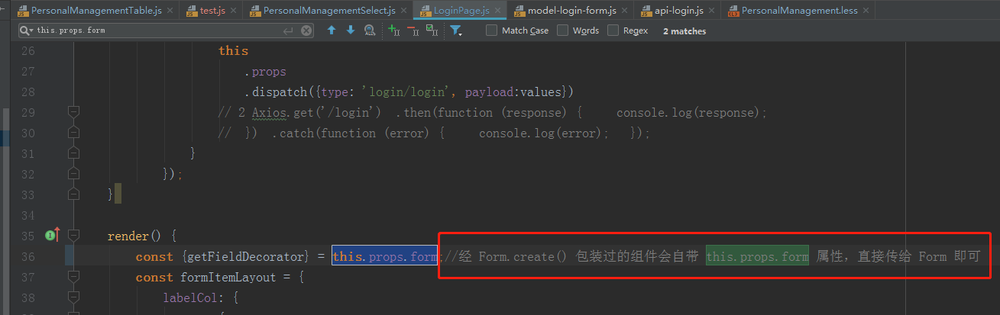 PersonalManagementTable.js test.js PersonalManagementSelect.js LoginPage.js model-login-form.js api-login.js PersonalManagement.less
this.props.form Match Case Words Regex 2 matches
26 this
27 .props
28 .dispatch({type: 'login/login', payload:values})
29 // 2 Axios.get('/login') .then(function (response) { console.log(response);
30 // }) .catch(function (error) { console.log(error); });
31 }
32 });
33 }
34
35 render() {
36 const {getFieldDecorator} = this.props.form;//经 Form.create() 包装过的组件会自带 this.props.form 属性，直接传给 Form 即可
37 const formItemLayout = {
38 labelCol: {